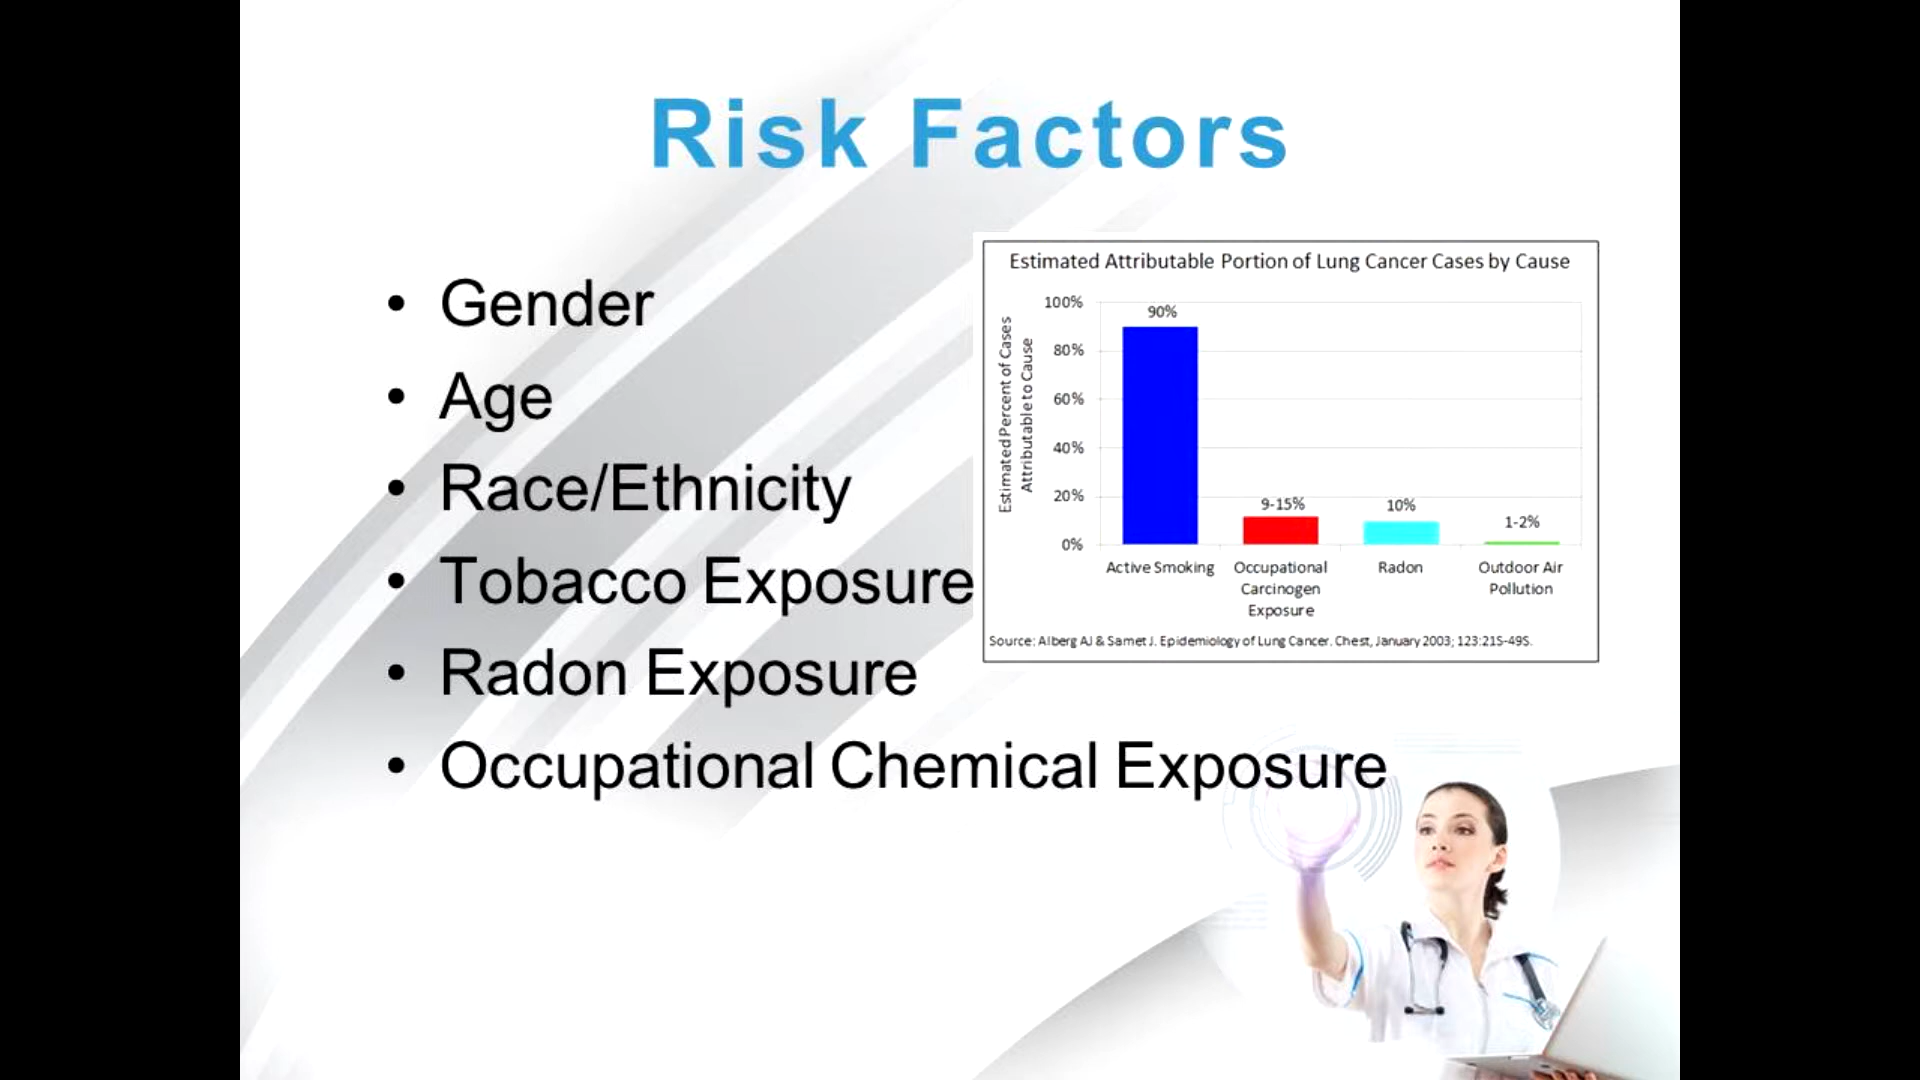 Risk Factors
• Gender
• Age
• Race/Ethnicity
• Tobacco Exposure
• Radon Exposure
• Occupational Chemical Exposure
Estimated Attributable Portion of Lung Cancer Cases by Cause
Estimated Percent of Cases
Attributable to Cause
100%
80%
60%
40%
20%
0%
90%
9-15%
10%
1-2%
Active Smoking
Occupational
Carcinogen
Exposure
Radon
Outdoor Air
Pollution
Source: Alberg AJ & Samet J. Epidemiology of Lung Cancer. Chest, January 2003; 123:21S-49S.